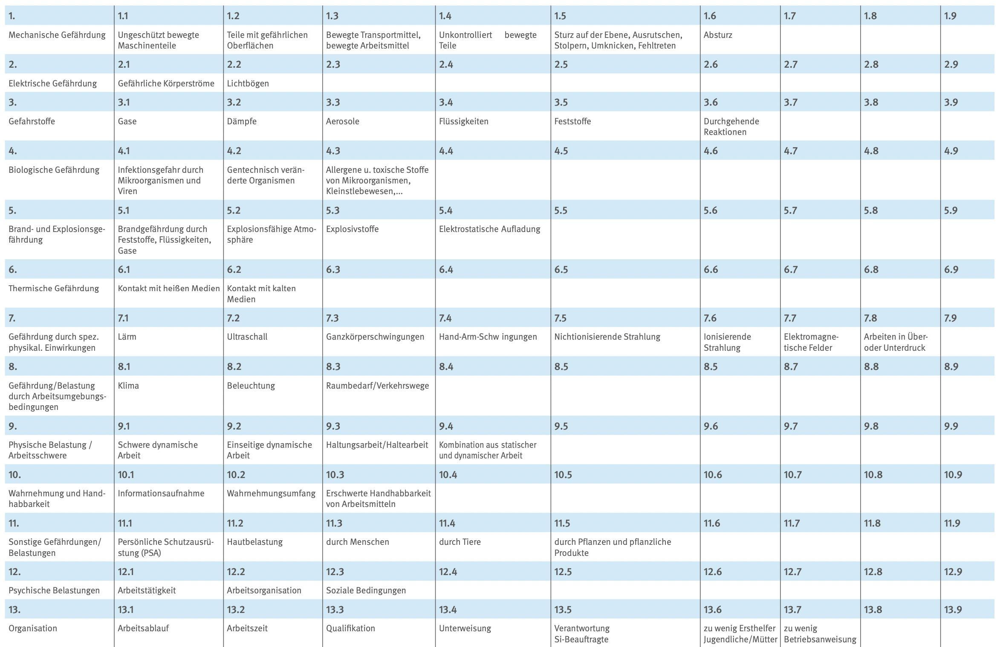 1. 1.1 1.2 1.3 1.4 1.5 1.6 1.7 1.8 1.9
Mechanische Gefährdung Ungeschützt bewegte Teile mit gefährlichen Bewegte Transportmittel, Unkontrolliert bewegte Sturz auf der Ebene, Ausrutschen, Absturz
Maschinenteile Oberflächen bewegte Arbeitsmittel Teile Stolpern, Umknicken, Fehltreten
2. 2.1 2.2 2.3 2.4 2.5 2.6 2.7 2.8 2.9
Elektrische Gefährdung Gefährliche Körperströme Lichtbögen
3. 3.1 3.2 3.3 3.4 3.5 3.6 3.7 3.8 3.9
Gefahrstoffe Gase Dämpfe Aerosole Flüssigkeiten Feststoffe Durchgehende
Reaktionen
4. 4.1 4.2 4.3 4.4 4.5 4.6 4.7 4.8 4.9
Biologische Gefährdung Infektionsgefahr durch Gentechnisch verän- Allergene u. toxische Stoffe
Mikroorganismen und derte Organismen von Mikroorganismen,
Viren Kleinstlebewesen,...
5. 5.1 5.2 5.3 5.4 5.5 5.6 5.7 5.8 5.9
Brand- und Explosionsge- Brandgefährdung durch Explosionsfähige Atmo- Explosivstoffe Elektrostatische Aufladung
fährdung Feststoffe, Flüssigkeiten, sphäre
Gase
6. 6.1 6.2 6.3 6.4 6.5 6.6 6.7 6.8 6.9
Thermische Gefährdung Kontakt mit heißen Medien Kontakt mit kalten
Medien
7. 7.1 7.2 7.3 7.4 7.5 7.6 7.7 7.8 7.9
Gefährdung durch spez. Lärm Ultraschall Ganzkörperschwingungen Hand-Arm-Schw ingungen Nichtionisierende Strahlung Ionisierende Elektromagne- Arbeiten in Über-
physikal. Einwirkungen Strahlung tische Felder oder Unterdruck
8. 8.1 8.2 8.3 8.4 8.5 8.5 8.7 8.8 8.9
Gefährdung/Belastung Klima Beleuchtung Raumbedarf/Verkehrswege
durch Arbeitsumgebungs-
bedingungen
9. 9.1 9.2 9.3 9.4 9.5 9.6 9.7 9.8 9.9
Physische Belastung / Schwere dynamische Einseitige dynamische Haltungsarbeit/Haltearbeit Kombination aus statischer
Arbeitsschwere Arbeit Arbeit und dynamischer Arbeit
10. 10.1 10.2 10.3 10.4 10.5 10.6 10.7 10.8 10.9
Wahrnehmung und Hand- Informationsaufnahme Wahrnehmungsumfang Erschwerte Handhabbarkeit
habbarkeit von Arbeitsmitteln
11. 11.1 11.2 11.3 11.4 11.5 11.6 11.7 11.8 11.9
Sonstige Gefährdungen/ Persönliche Schutzausrü- Hautbelastung durch Menschen durch Tiere durch Pflanzen und pflanzliche
Belastungen stung (PSA) Produkte
12. 12.1 12.2 12.3 12.4 12.5 12.6 12.7 12.8 12.9
Psychische Belastungen Arbeitstätigkeit Arbeitsorganisation Soziale Bedingungen
13. 13.1 13.2 13.3 13.4 13.5 13.6 13.7 13.8 13.9
Organisation Arbeitsablauf Arbeitszeit Qualifikation Unterweisung Verantwortung zu wenig Ersthelfer zu wenig
Si-Beauftragte Jugendliche/Mütter Betriebsanweisung